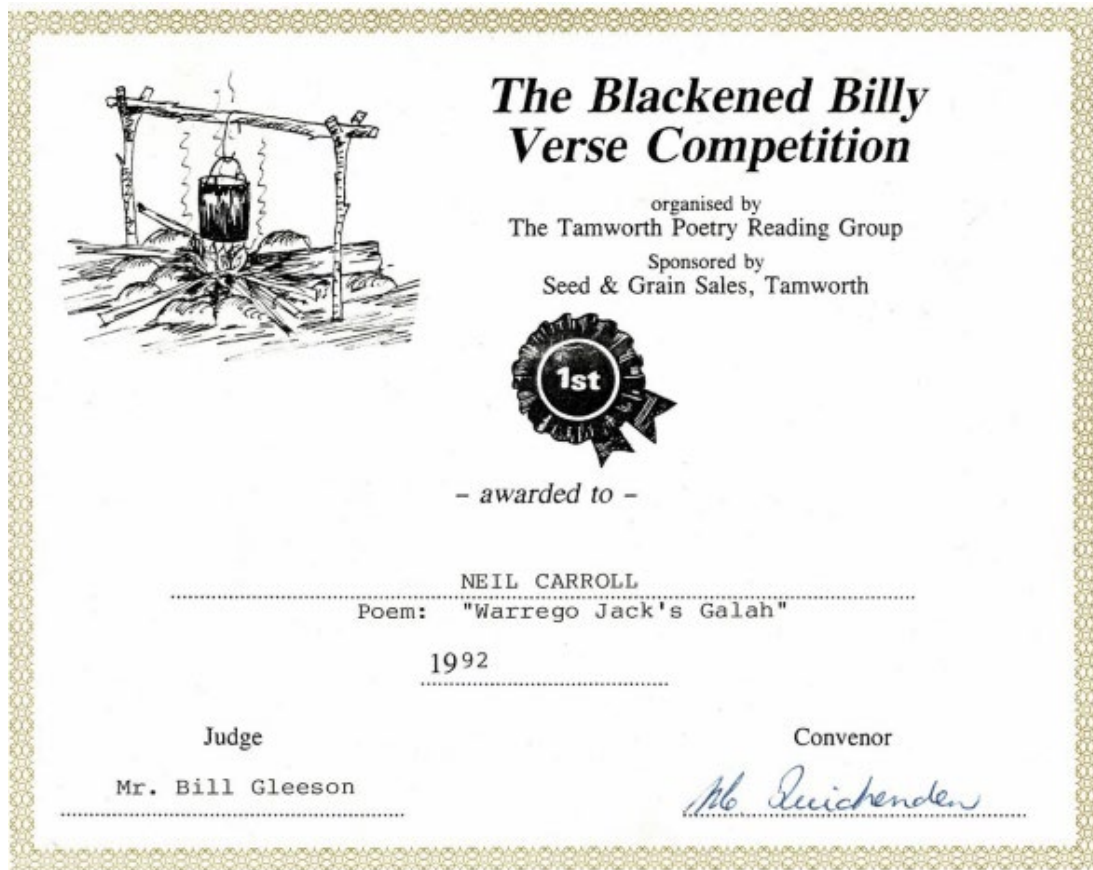 The Blackened Billy
Verse Competition
organised by
The Tamworth Poetry Reading Group
Sponsored by
Seed & Grain Sales, Tamworth
1st
– awarded to –
NEIL CARROLL
Poem: "Warrego Jack's Galah"
1992
Judge
Convenor
Mr. Bill Gleeson